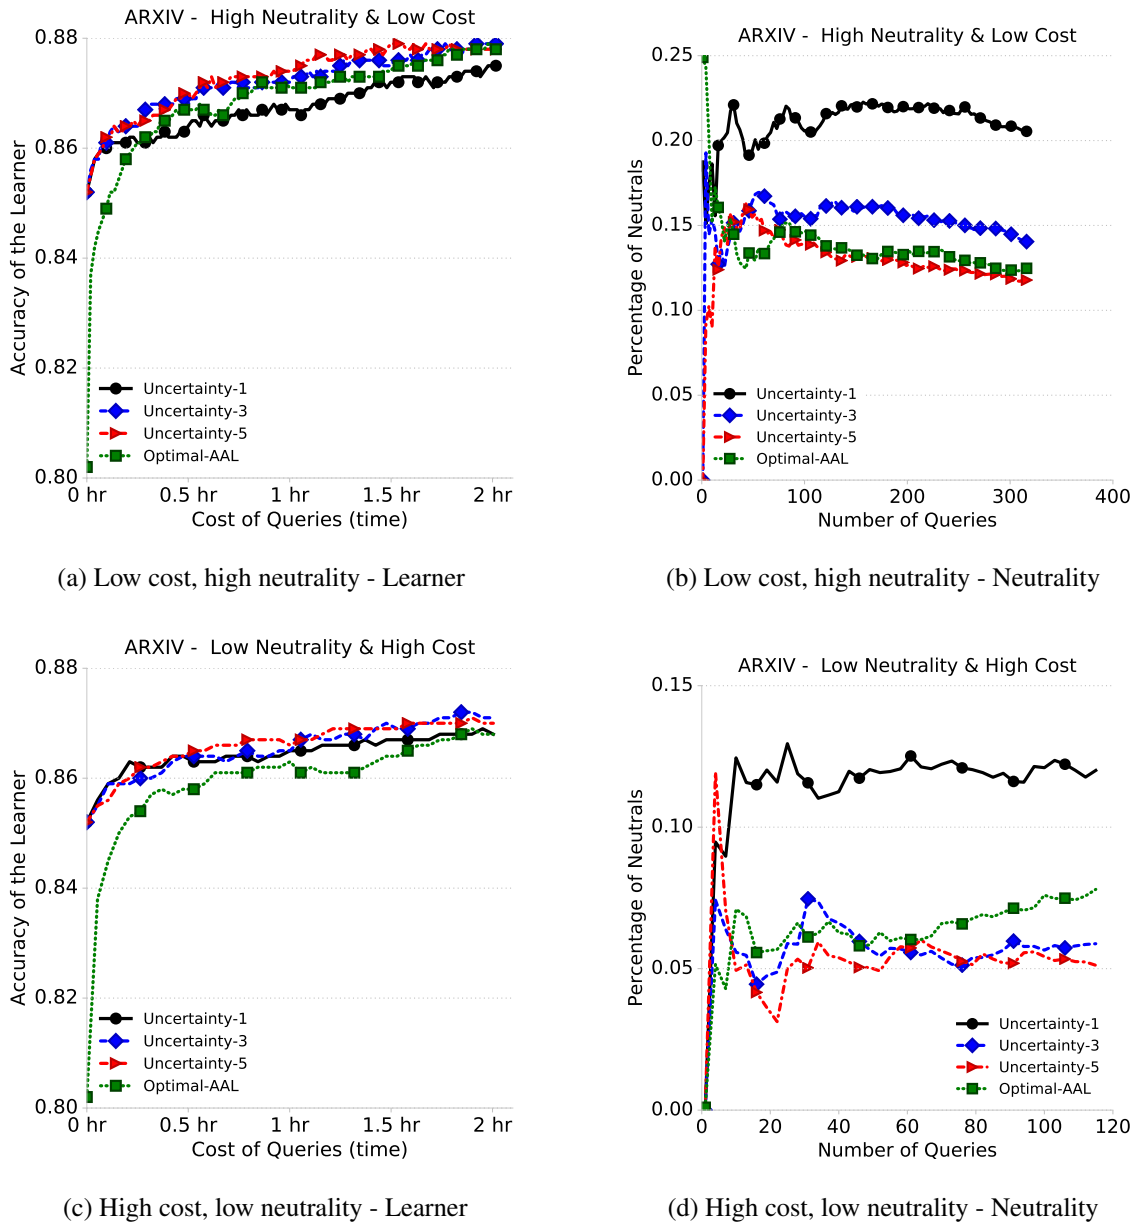 ARXIV -  High Neutrality & Low Cost
0.88
0.86
0.84
0.82
0.80
Accuracy of the Learner
Uncertainty-1
Uncertainty-3
Uncertainty-5
Optimal-AAL
0 hr
0.5 hr
1 hr
1.5 hr
2 hr
Cost of Queries (time)
(a) Low cost, high neutrality - Learner
ARXIV -  High Neutrality & Low Cost
0.25
0.20
0.15
0.10
0.05
0.00
Percentage of Neutrals
Uncertainty-1
Uncertainty-3
Uncertainty-5
Optimal-AAL
0
100
200
300
400
Number of Queries
(b) Low cost, high neutrality - Neutrality
ARXIV -  Low Neutrality & High Cost
0.88
0.86
0.84
0.82
0.80
Accuracy of the Learner
Uncertainty-1
Uncertainty-3
Uncertainty-5
Optimal-AAL
0 hr
0.5 hr
1 hr
1.5 hr
2 hr
Cost of Queries (time)
(c) High cost, low neutrality - Learner
ARXIV -  Low Neutrality & High Cost
0.15
0.10
0.05
0.00
Percentage of Neutrals
Uncertainty-1
Uncertainty-3
Uncertainty-5
Optimal-AAL
0
20
40
60
80
100
120
Number of Queries
(d) High cost, low neutrality - Neutrality